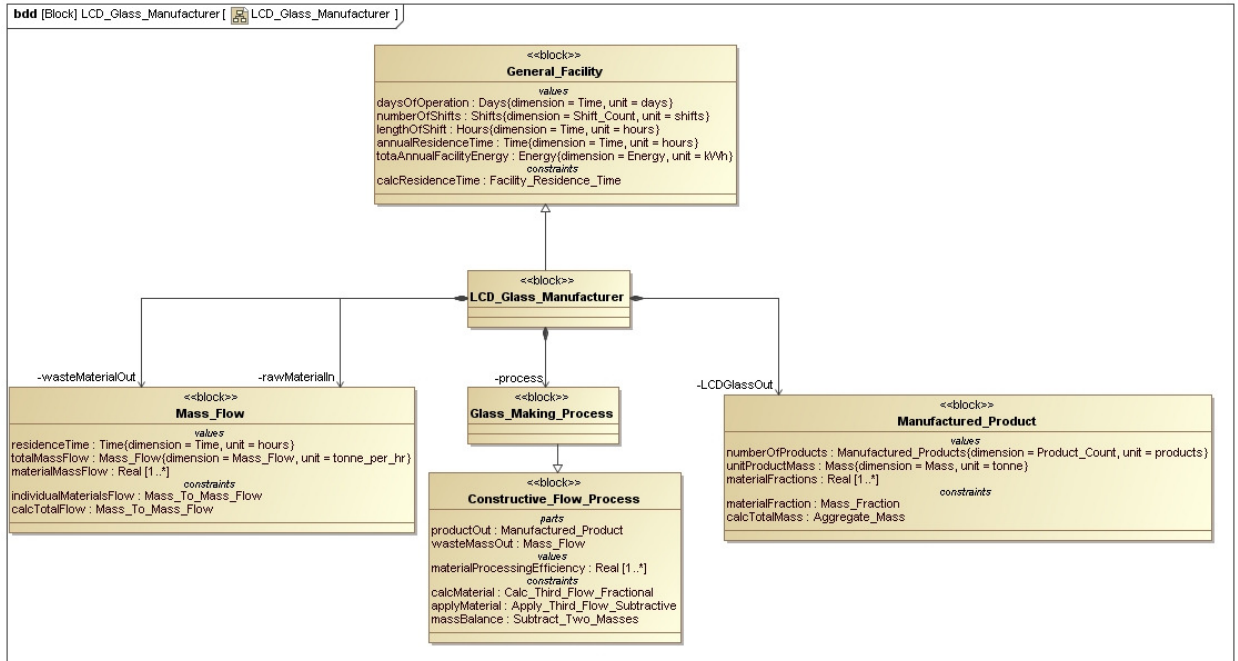 bdd [Block] LCD_Glass_Manufacturer [ LCD_Glass_Manufacturer ]
<<block>>
General_Facility
values
daysOfOperation : Days{dimension = Time, unit = days}
numberOfShifts : Shifts{dimension = Shift_Count, unit = shifts}
lengthOfShift : Hours{dimension = Time, unit = hours}
annualResidenceTime : Time{dimension = Time, unit = hours}
totaAnnualFacilityEnergy : Energy{dimension = Energy, unit = kWh}
constraints
calcResidenceTime : Facility_Residence_Time
<<block>>
LCD_Glass_Manufacturer
-wasteMaterialOut
-rawMaterialIn
-process
-LCDGlassOut
<<block>>
Mass_Flow
values
residenceTime : Time{dimension = Time, unit = hours}
totalMassFlow : Mass_Flow{dimension = Mass_Flow, unit = tonne_per_hr}
materialMassFlow : Real [1..*]
constraints
individualMaterialsFlow : Mass_To_Mass_Flow
calcTotalFlow : Mass_To_Mass_Flow
<<block>>
Glass_Making_Process
<<block>>
Constructive_Flow_Process
parts
productOut : Manufactured_Product
wasteMassOut : Mass_Flow
values
materialProcessingEfficiency : Real [1..*]
constraints
calcMaterial : Calc_Third_Flow_Fractional
applyMaterial : Apply_Third_Flow_Subtractive
massBalance : Subtract_Two_Masses
<<block>>
Manufactured_Product
values
numberOfProducts : Manufactured_Products{dimension = Product_Count, unit = products}
unitProductMass : Mass{dimension = Mass, unit = tonne}
materialFractions : Real [1..*]
constraints
materialFraction : Mass_Fraction
calcTotalMass : Aggregate_Mass